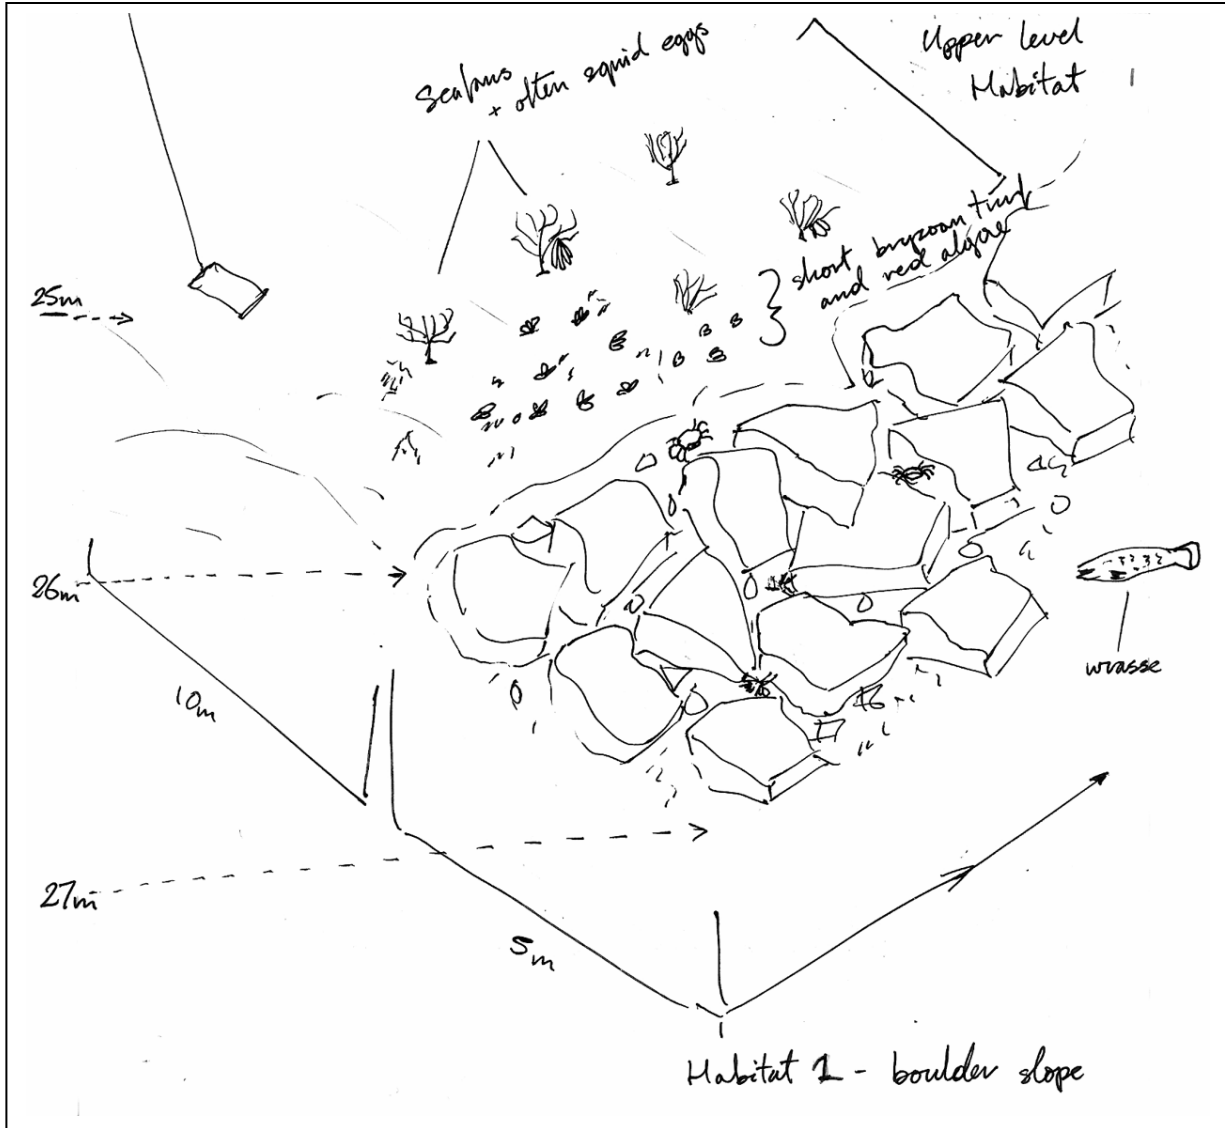 Upper level
Habitat
Seafans
+ often squid eggs
short bryozoan turf
and red algae
25m
26m
10m
wrasse
27m
5m
Habitat 1 - boulder slope